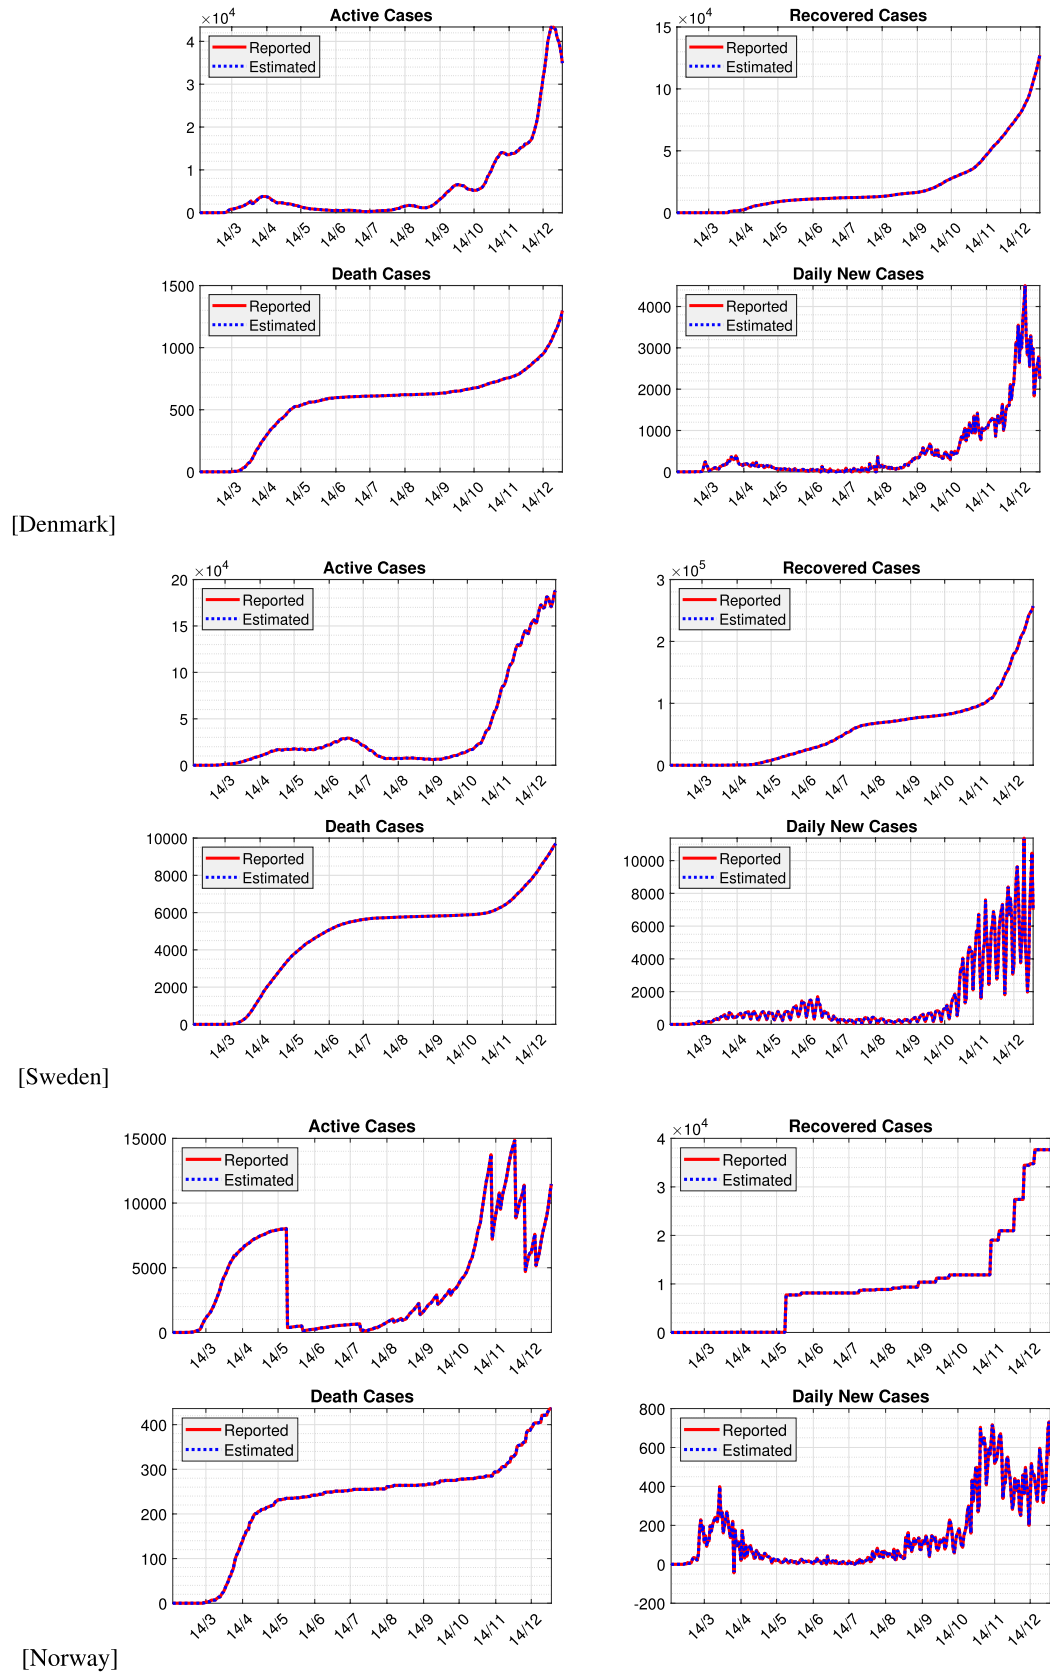 Active Cases
×10⁴
4
3
2
1
0
Reported
Estimated
14/3 14/4 14/5 14/6 14/7 14/8 14/9 14/10 14/11 14/12
Recovered Cases
×10⁴
15
10
5
0
Reported
Estimated
14/3 14/4 14/5 14/6 14/7 14/8 14/9 14/10 14/11 14/12
Death Cases
1500
1000
500
0
Reported
Estimated
14/3 14/4 14/5 14/6 14/7 14/8 14/9 14/10 14/11 14/12
Daily New Cases
4000
3000
2000
1000
0
Reported
Estimated
14/3 14/4 14/5 14/6 14/7 14/8 14/9 14/10 14/11 14/12
[Denmark]
Active Cases
×10⁴
20
15
10
5
0
Reported
Estimated
14/3 14/4 14/5 14/6 14/7 14/8 14/9 14/10 14/11 14/12
Recovered Cases
×10⁵
3
2
1
0
Reported
Estimated
14/3 14/4 14/5 14/6 14/7 14/8 14/9 14/10 14/11 14/12
Death Cases
10000
8000
6000
4000
2000
0
Reported
Estimated
14/3 14/4 14/5 14/6 14/7 14/8 14/9 14/10 14/11 14/12
Daily New Cases
10000
8000
6000
4000
2000
0
Reported
Estimated
14/3 14/4 14/5 14/6 14/7 14/8 14/9 14/10 14/11 14/12
[Sweden]
Active Cases
15000
10000
5000
0
Reported
Estimated
14/3 14/4 14/5 14/6 14/7 14/8 14/9 14/10 14/11 14/12
Recovered Cases
×10⁴
4
3
2
1
0
Reported
Estimated
14/3 14/4 14/5 14/6 14/7 14/8 14/9 14/10 14/11 14/12
Death Cases
400
300
200
100
0
Reported
Estimated
14/3 14/4 14/5 14/6 14/7 14/8 14/9 14/10 14/11 14/12
Daily New Cases
800
600
400
200
0
-200
Reported
Estimated
14/3 14/4 14/5 14/6 14/7 14/8 14/9 14/10 14/11 14/12
[Norway]